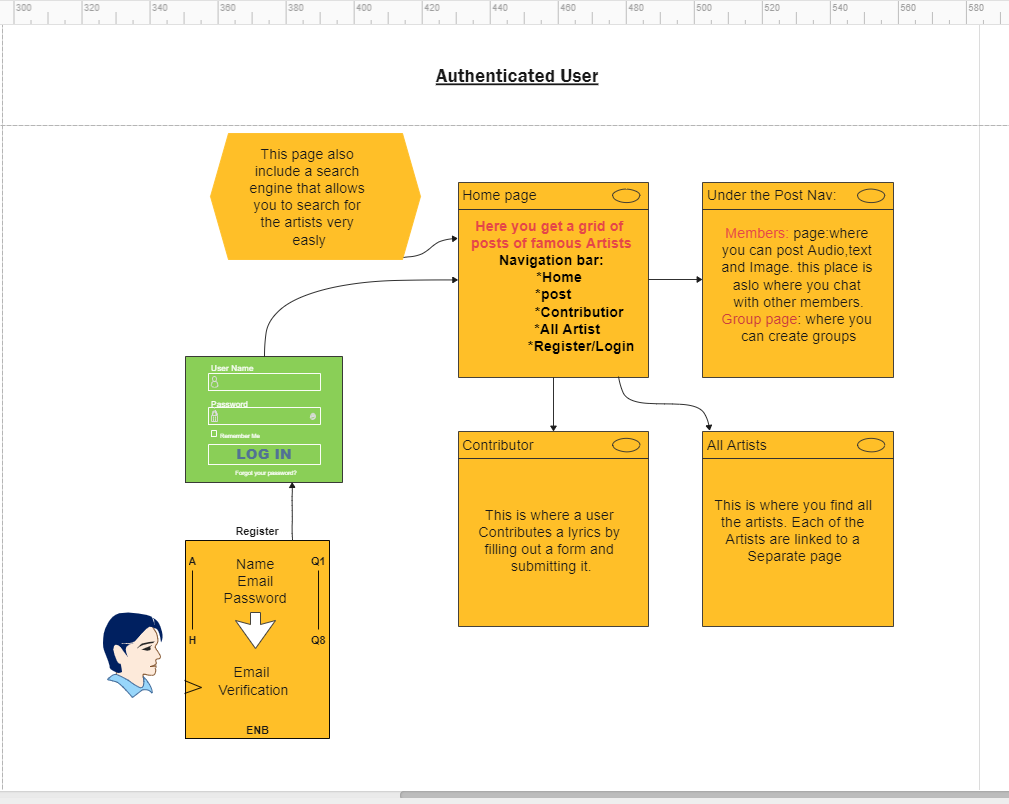 300 320 340 360 380 400 420 440 460 480 500 520 540 560 580
Authenticated User
This page also
include a search
engine that allows
you to search for
the artists very
easly
Home page
Here you get a grid of
posts of famous Artists
Navigation bar:
*Home
*post
*Contributior
*All Artist
*Register/Login
Under the Post Nav:
Members: page:where
you can post Audio,text
and Image. this place is
aslo where you chat
with other members.
Group page: where you
can create groups
User Name
Password
Remember Me
LOG IN
Forgot your password?
Contributor
This is where a user
Contributes a lyrics by
filling out a form and
submitting it.
All Artists
This is where you find all
the artists. Each of the
Artists are linked to a
Separate page
Register
A Q1
Name
Email
Password
H Q8
Email
Verification
ENB